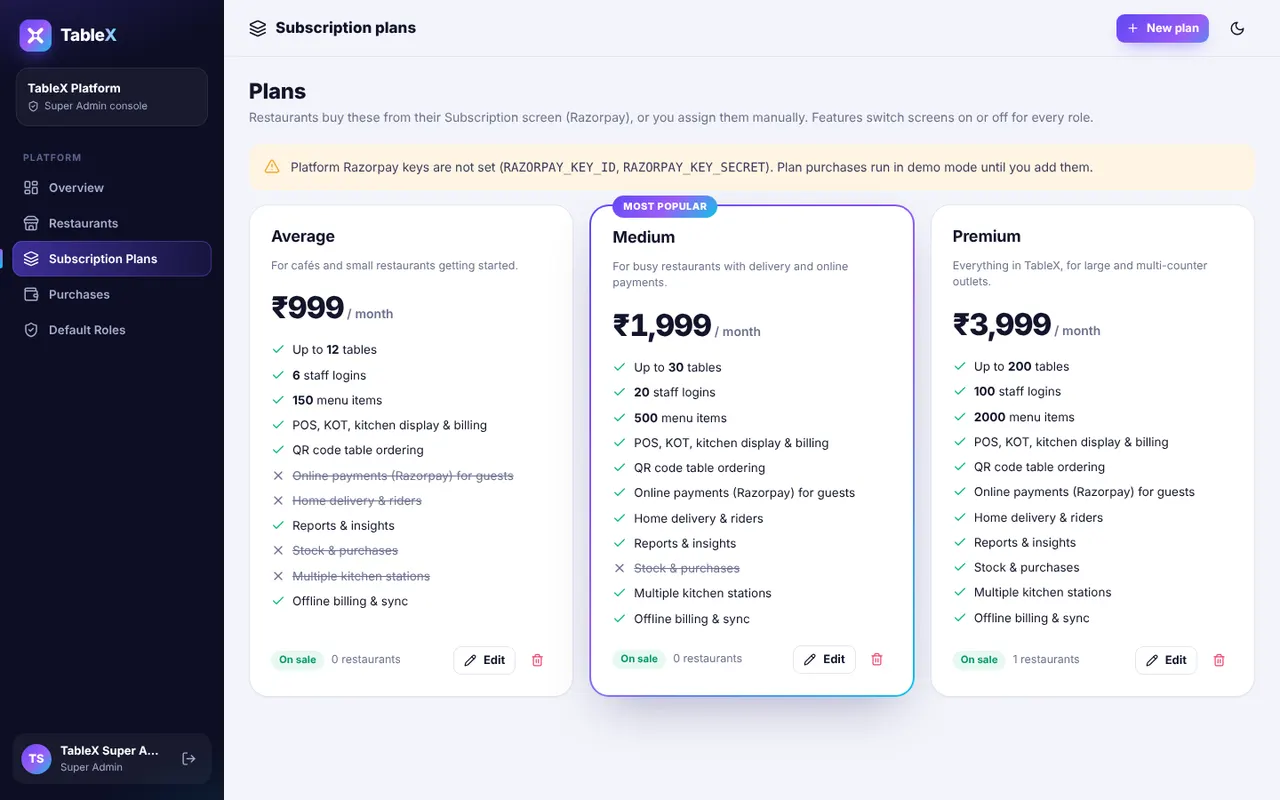 TableX
TableX Platform
Super Admin console
PLATFORM
Overview
Restaurants
Subscription Plans
Purchases
Default Roles
TS
TableX Super A...
Super Admin
Subscription plans
New plan
Plans
Restaurants buy these from their Subscription screen (Razorpay), or you assign them manually. Features switch screens on or off for every role.
Platform Razorpay keys are not set (RAZORPAY_KEY_ID, RAZORPAY_KEY_SECRET). Plan purchases run in demo mode until you add them.
Average
For cafés and small restaurants getting started.
₹999 / month
Up to 12 tables
6 staff logins
150 menu items
POS, KOT, kitchen display & billing
QR code table ordering
Online payments (Razorpay) for guests
Home delivery & riders
Reports & insights
Stock & purchases
Multiple kitchen stations
Offline billing & sync
On sale
0 restaurants
Edit
MOST POPULAR
Medium
For busy restaurants with delivery and online
payments.
₹1,999 / month
Up to 30 tables
20 staff logins
500 menu items
POS, KOT, kitchen display & billing
QR code table ordering
Online payments (Razorpay) for guests
Home delivery & riders
Reports & insights
Stock & purchases
Multiple kitchen stations
Offline billing & sync
On sale
0 restaurants
Edit
Premium
Everything in TableX, for large and multi-counter
outlets.
₹3,999 / month
Up to 200 tables
100 staff logins
2000 menu items
POS, KOT, kitchen display & billing
QR code table ordering
Online payments (Razorpay) for guests
Home delivery & riders
Reports & insights
Stock & purchases
Multiple kitchen stations
Offline billing & sync
On sale
1 restaurants
Edit